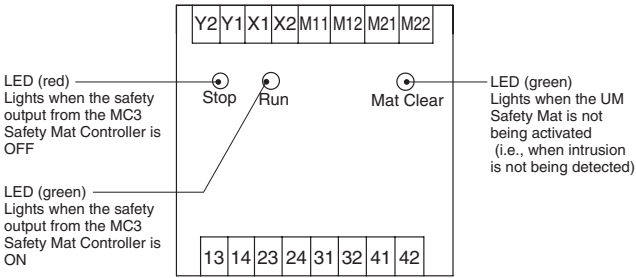 Y2 Y1 X1 X2 M11 M12 M21 M22
LED (red)
Lights when the safety
output from the MC3
Safety Mat Controller is
OFF
Stop
Run
Mat Clear
LED (green)
Lights when the UM
Safety Mat is not
being activated
(i.e., when intrusion
is not being detected)
LED (green)
Lights when the safety
output from the MC3
Safety Mat Controller is
ON
13 14 23 24 31 32 41 42